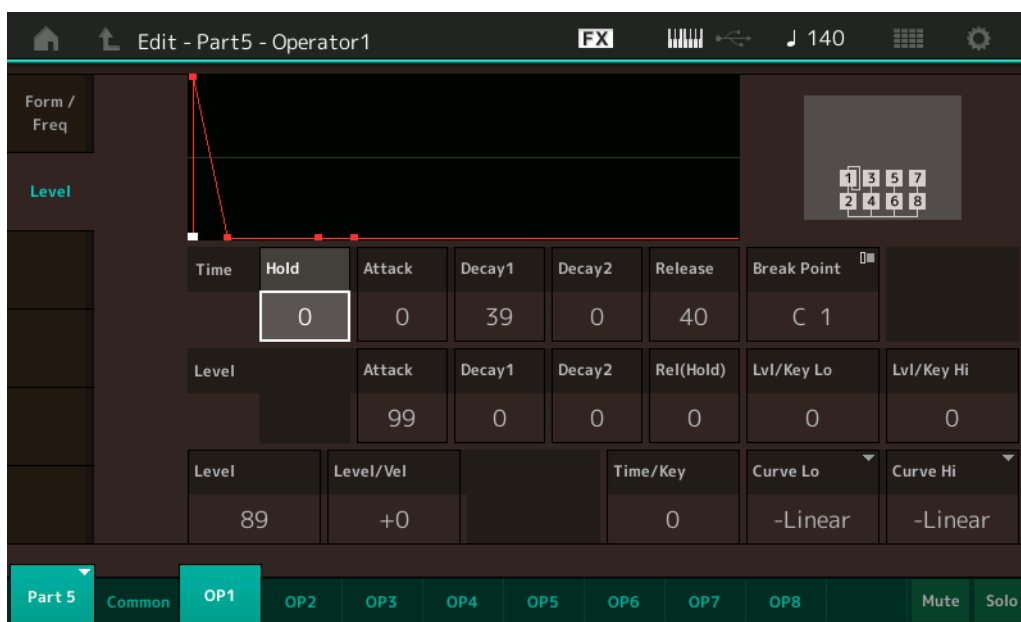 Edit - Part5 - Operator1 FX ♩ 140
Form /
Freq
Level
1 3 5 7
2 4 6 8
Time Hold Attack Decay1 Decay2 Release Break Point
0 0 39 0 40 C 1
Level Attack Decay1 Decay2 Rel(Hold) Lvl/Key Lo Lvl/Key Hi
99 0 0 0 0 0
Level Level/Vel Time/Key Curve Lo Curve Hi
89 +0 0 -Linear -Linear
Part 5 Common OP1 OP2 OP3 OP4 OP5 OP6 OP7 OP8 Mute Solo